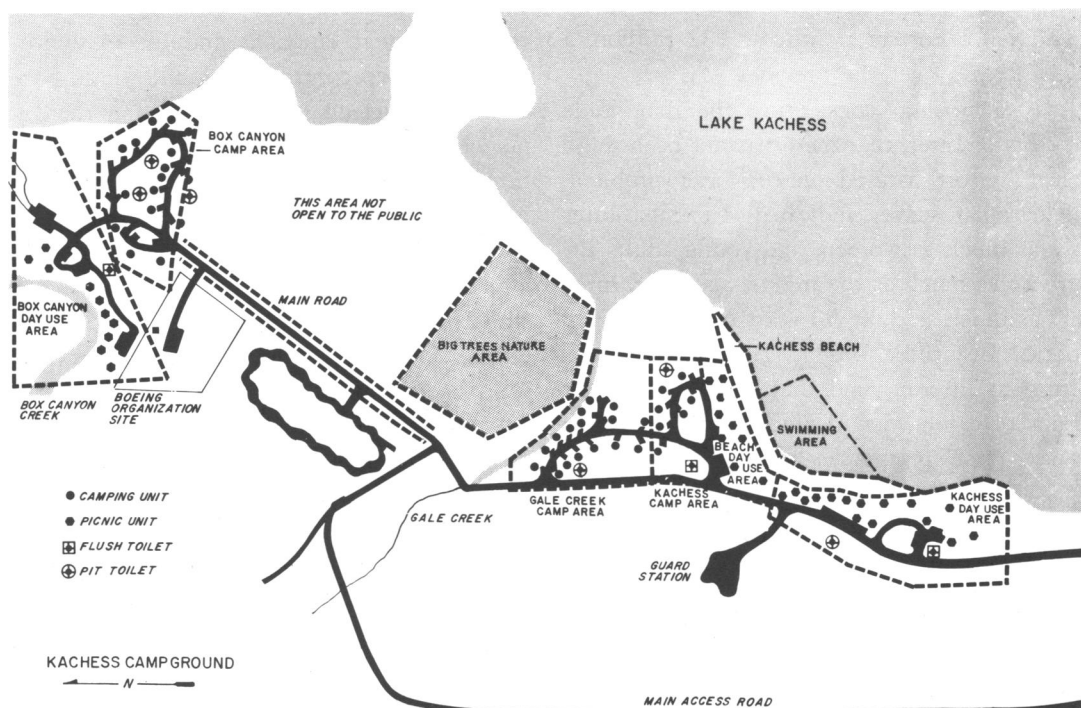 LAKE KACHESS
BOX CANYON
CAMP AREA
THIS AREA NOT
OPEN TO THE PUBLIC
MAIN ROAD
BOX CANYON
DAY USE
AREA
BIG TREES NATURE
AREA
KACHESS BEACH
BOX CANYON
CREEK
BOEING
ORGANIZATION
SITE
SWIMMING
AREA
BEACH
DAY
USE
AREA
CAMPING UNIT
PICNIC UNIT
FLUSH TOILET
PIT TOILET
GALE CREEK
GALE CREEK
CAMP AREA
KACHESS
CAMP AREA
KACHESS
DAY USE
AREA
GUARD
STATION
KACHESS CAMPGROUND
N
MAIN ACCESS ROAD